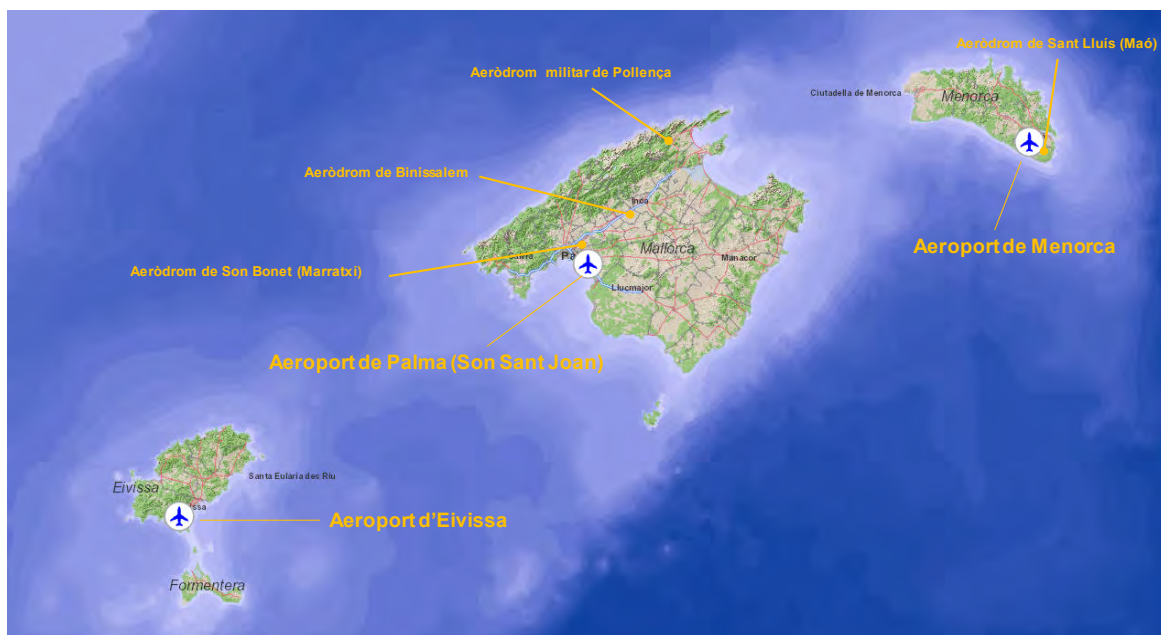 Aeròdrom de Sant Lluís (Maó)
Aeròdrom militar de Pollença
Ciutadella de Menorca
Menorca
Aeròdrom de Binissalem
Inca
Aeroport de Menorca
Mallorca
Manacor
Aeròdrom de Son Bonet (Marratxí)
Llucmajor
Aeroport de Palma (Son Sant Joan)
Santa Eularia des Riu
Eivissa
Aeroport d'Eivissa
Formentera